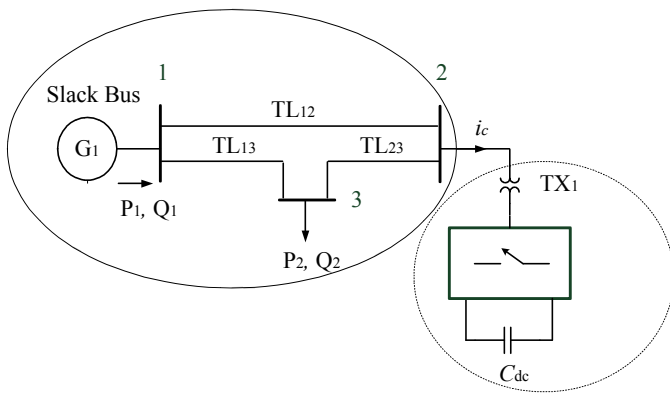 1
2
Slack Bus
TL12
ic
G1
TL13
TL23
TX1
3
P1, Q1
P2, Q2
Cdc